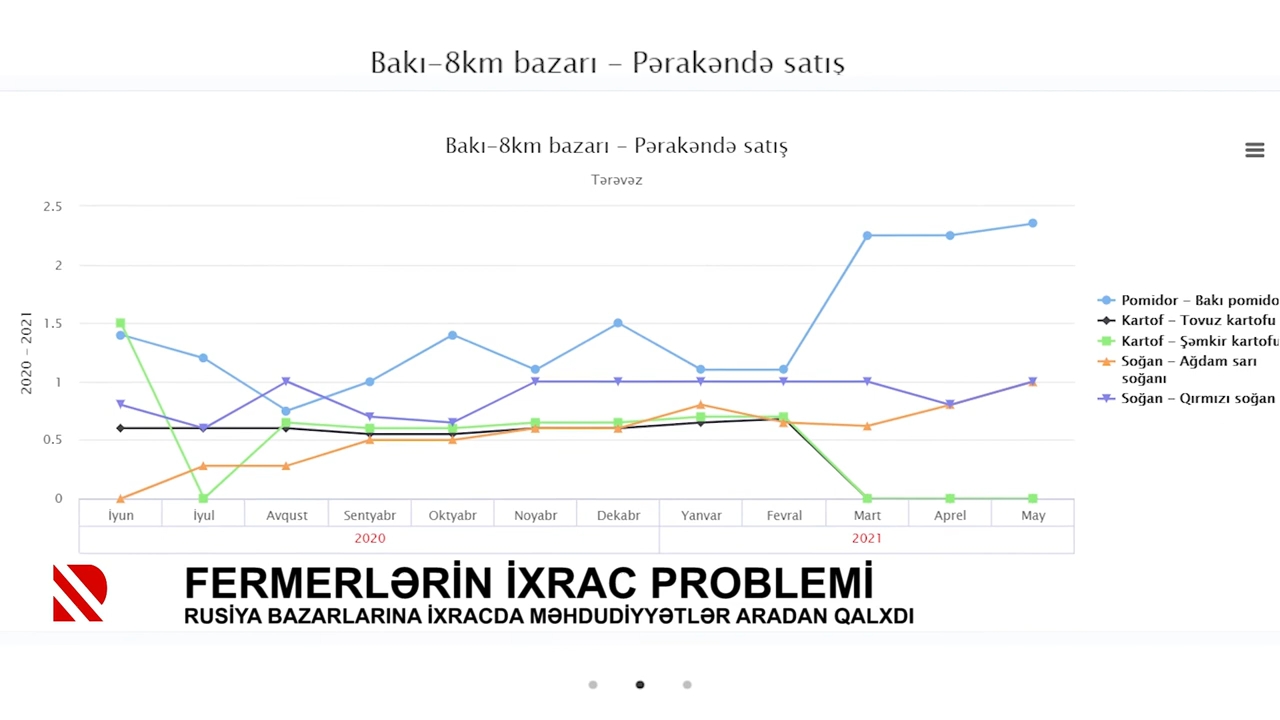 Bakı–8km bazarı – Pərakəndə satış
Bakı–8km bazarı – Pərakəndə satış
Tərəvəz
2020 – 2021
2.5
2
1.5
1
0.5
0
İyun İyul Avqust Sentyabr Oktyabr Noyabr Dekabr Yanvar Fevral Mart Aprel May
2020 2021
Pomidor – Bakı pomido
Kartof – Tovuz kartofu
Kartof – Şəmkir kartofu
Soğan – Ağdam sarı
soğanı
Soğan – Qırmızı soğan
FERMERLƏRİN İXRAC PROBLEMİ
RUSİYA BAZARLARINA İXRACDA MƏHDUDİYYƏTLƏR ARADAN QALXDI